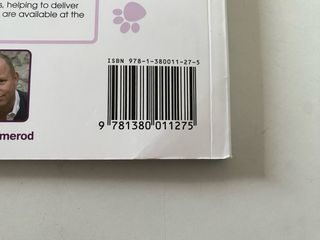 s, helping to deliver
are available at the
ISBN 978-1-380011-27-5
9 781380 011275
merod